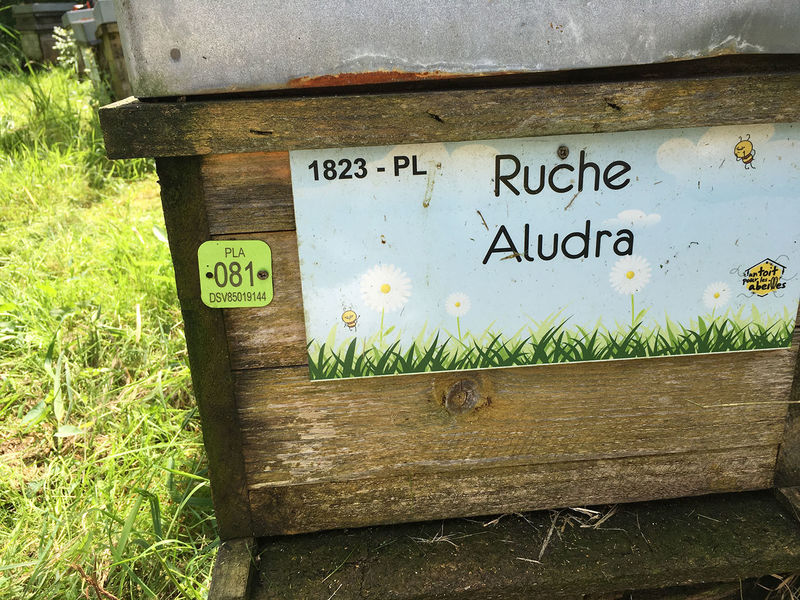 1823 - PL
Ruche
Aludra
PLA
081
DSV85019144
un toit
pour les
abeilles